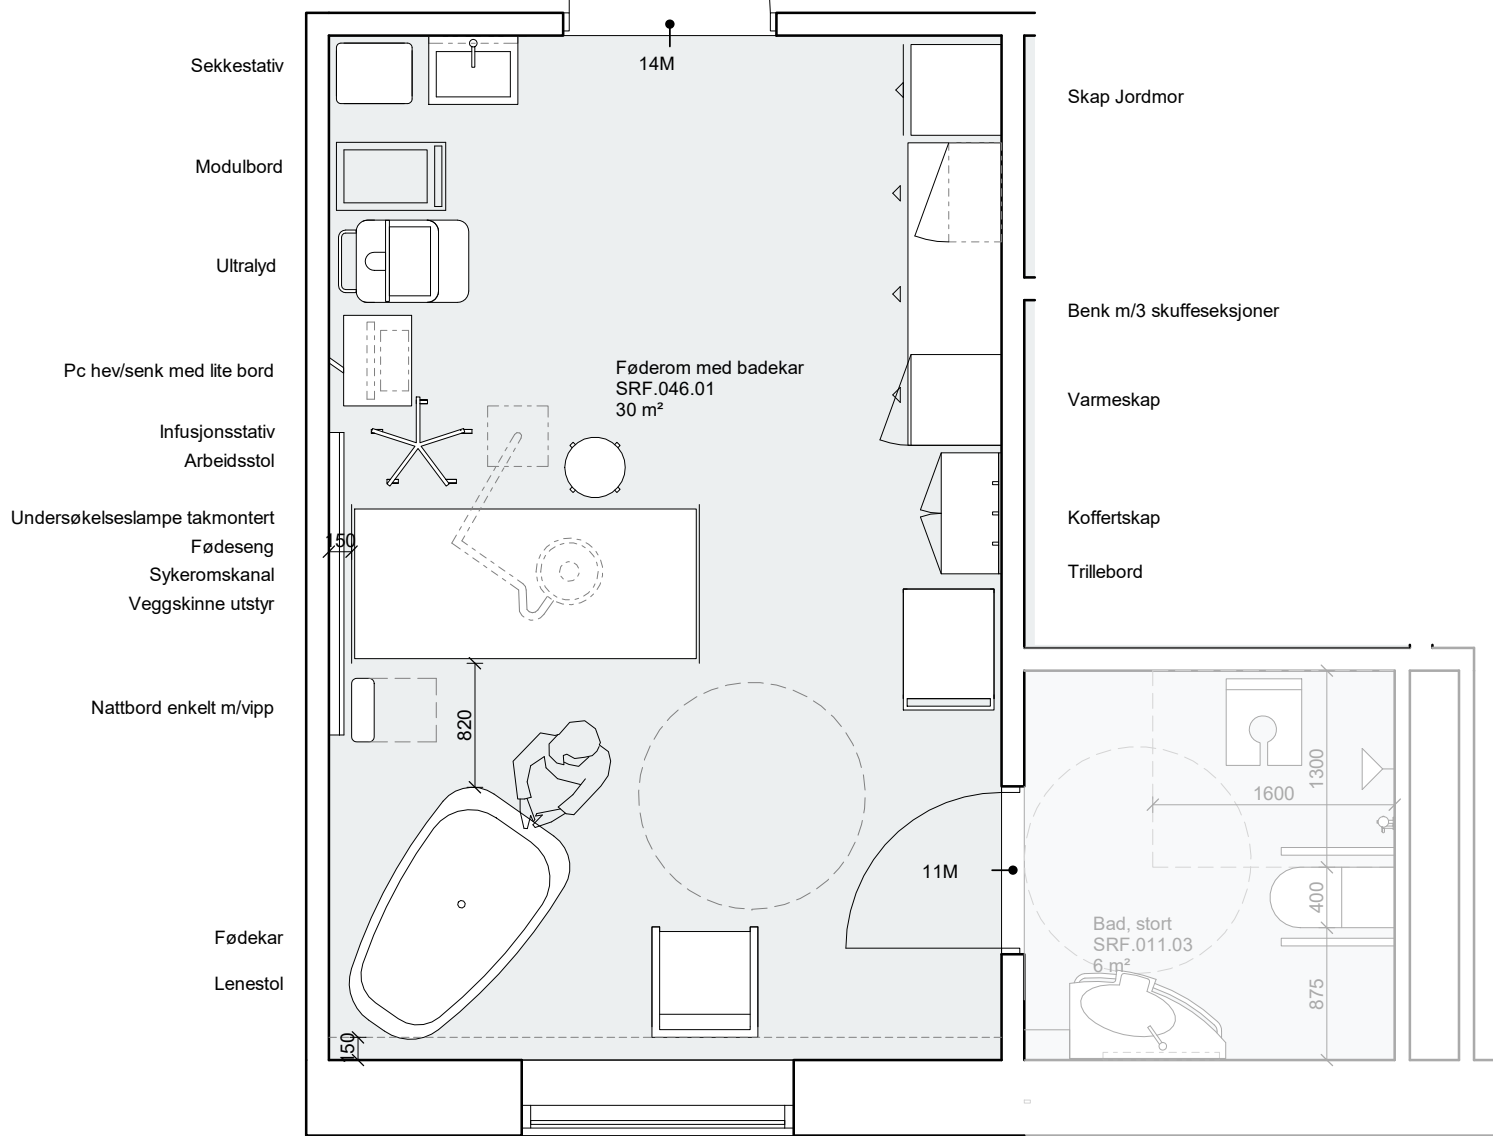 14M
Sekkestativ
Skap Jordmor
Modulbord
Ultralyd
Benk m/3 skuffeseksjoner
Pc hev/senk med lite bord
Føderom med badekar
SRF.046.01
30 m²
Varmeskap
Infusjonsstativ
Arbeidsstol
Undersøkelseslampe takmontert
150
Koffertskap
Fødeseng
Sykeromskanal
Trillebord
Veggskinne utstyr
Nattbord enkelt m/vipp
820
1300
1600
11M
400
Bad, stort
SRF.011.03
6 m²
Fødekar
Lenestol
875
150